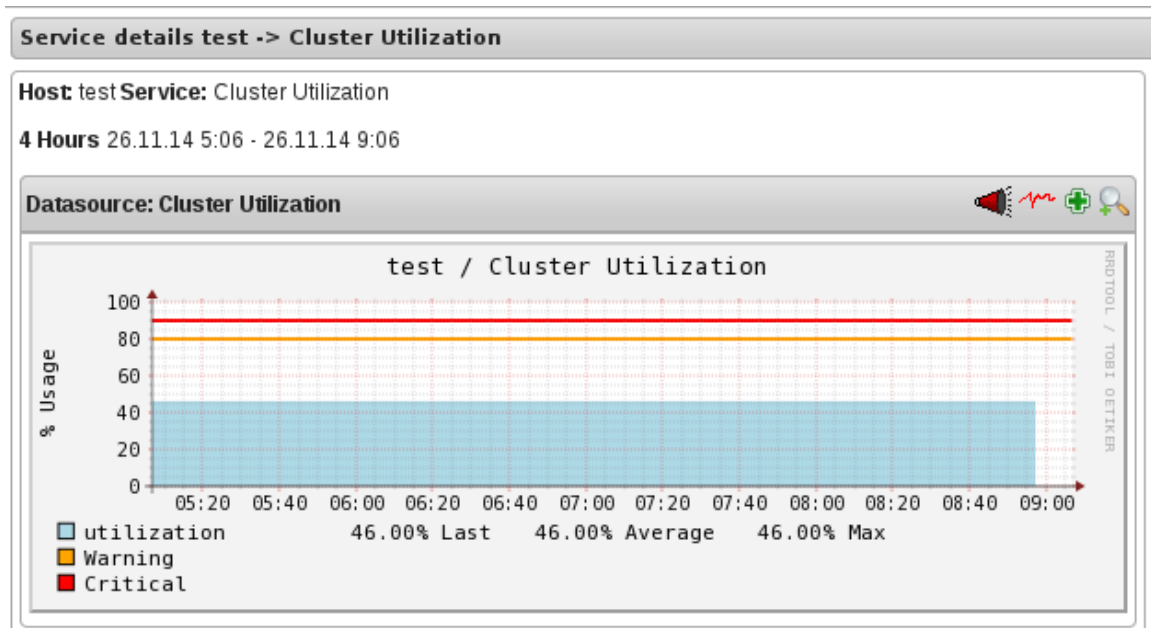 Service details test -> Cluster Utilization
Host: test Service: Cluster Utilization
4 Hours 26.11.14 5:06 - 26.11.14 9:06
Datasource: Cluster Utilization
test / Cluster Utilization
RRDTOOL / TOBI OETIKER
% Usage
100
80
60
40
20
0
05:20 05:40 06:00 06:20 06:40 07:00 07:20 07:40 08:00 08:20 08:40 09:00
utilization 46.00% Last 46.00% Average 46.00% Max
Warning
Critical